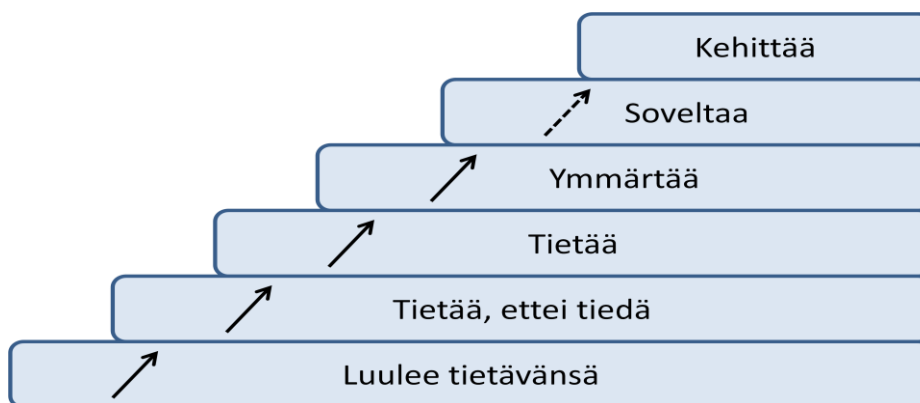 Kehittää
Soveltaa
Ymmärtää
Tietää
Tietää, ettei tiedä
Luulee tietävänsä